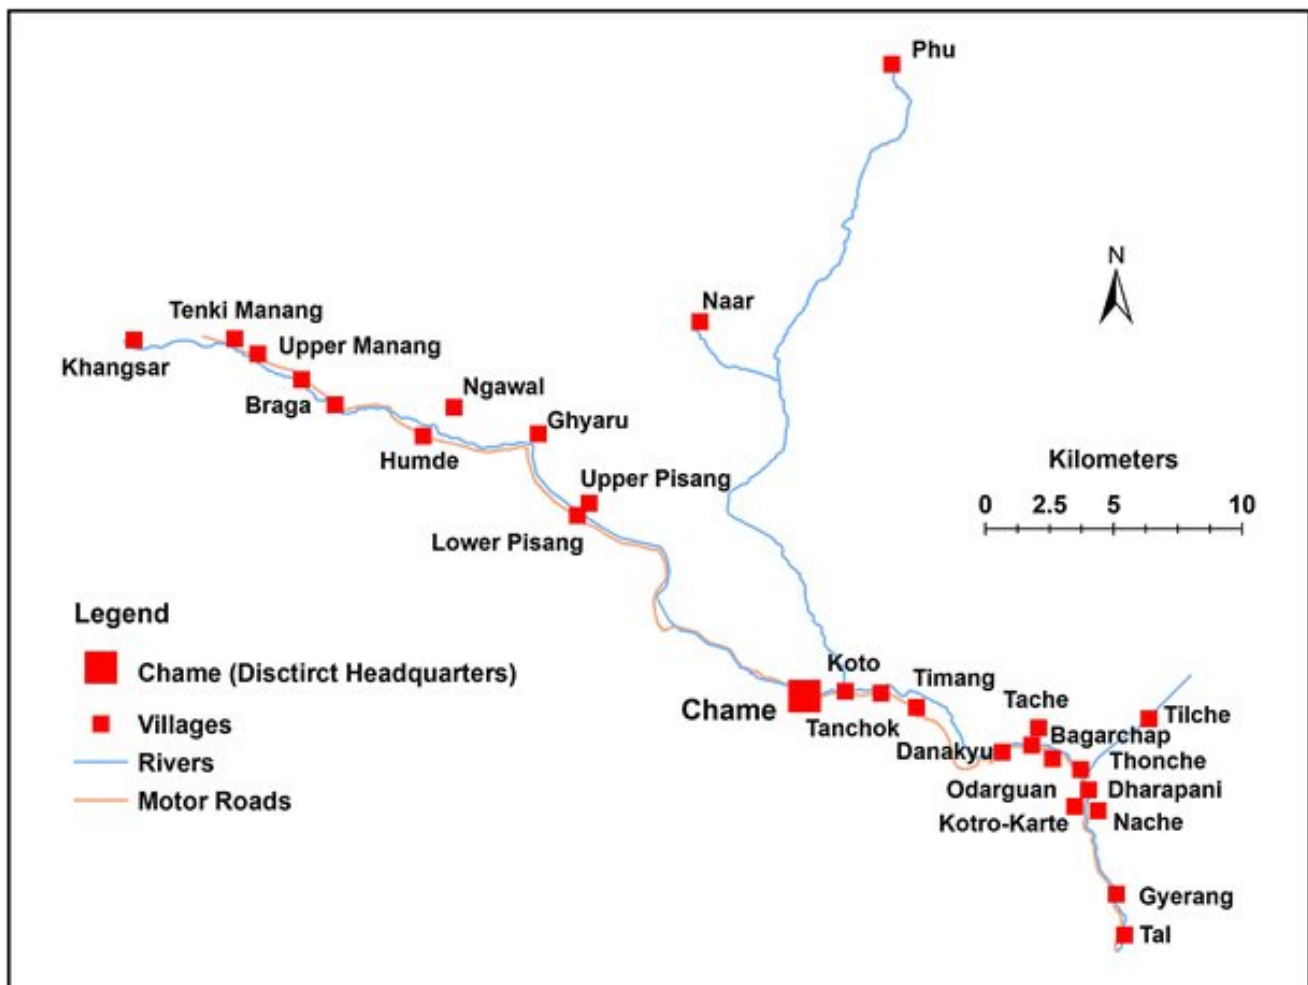 Phu
N
Naar
Tenki Manang
Upper Manang
Khangsar
Ngawal
Braga
Ghyaru
Humde
Kilometers
Upper Pisang
0 2.5 5 10
Lower Pisang
Legend
Chame (Disctirct Headquarters)
Villages
Rivers
Motor Roads
Koto
Timang
Chame
Tanchok
Tache
Tilche
Bagarchap
Danakyu
Thonche
Odarguan
Dharapani
Kotro-Karte
Nache
Gyerang
Tal